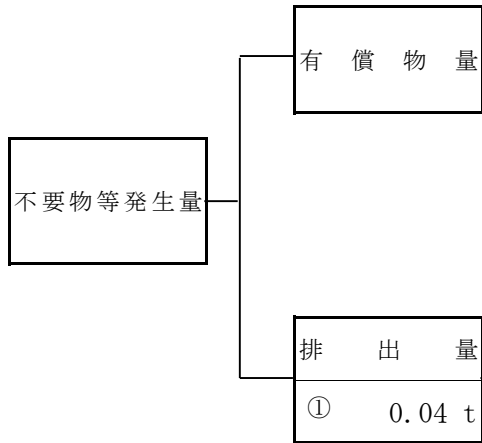 有償物量
不要物等発生量
排出量
① 0.04 t